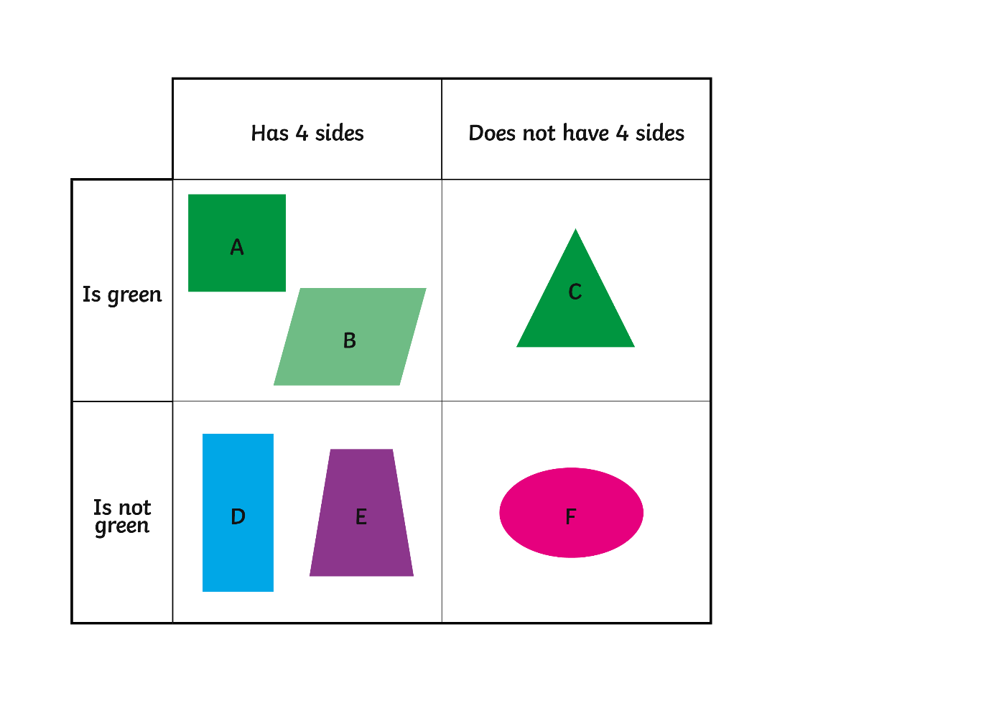 Has 4 sides
Does not have 4 sides
Is green
A
B
C
Is not
green
D
E
F